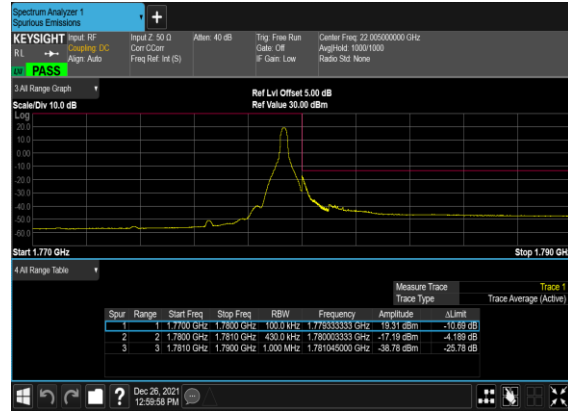 Spectrum Analyzer 1
Spurious Emissions
KEYSIGHT Input: RF Input Z: 50 Ω Atten: 40 dB Trig: Free Run Center Freq: 22.005000000 GHz
RL Coupling: DC Corr CCorr Gate: Off Avg|Hold: 1000/1000
Align: Auto Freq Ref: Int (S) IF Gain: Low Radio Std: None
LW PASS
3 All Range Graph
Ref Lvl Offset 5.00 dB
Scale/Div 10.0 dB Ref Value 30.00 dBm
Log
20.0
10.0
0.00
-10.0
-20.0
-30.0
-40.0
-50.0
-60.0
Start 1.770 GHz Stop 1.790 GH
4 All Range Table
Measure Trace Trace 1
Trace Type Trace Average (Active)
Spur Range Start Freq Stop Freq RBW Frequency Amplitude ΔLimit
1 1 1.7700 GHz 1.7800 GHz 100.0 kHz 1.779333333 GHz 19.31 dBm -10.69 dB
2 2 1.7800 GHz 1.7810 GHz 430.0 kHz 1.780003333 GHz -17.19 dBm -4.189 dB
3 3 1.7810 GHz 1.7900 GHz 1.000 MHz 1.781045000 GHz -38.78 dBm -25.78 dB
? Dec 26, 2021
12:59:58 PM